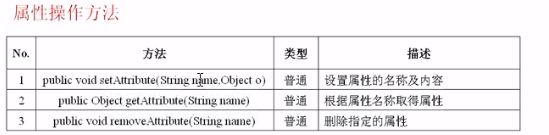 属性操作方法
No. 方法 类型 描述
1 public void setAttribute(String name,Object o) 普通 设置属性的名称及内容
2 public Object getAttribute(String name) 普通 根据属性名称取得属性
3 public void removeAttribute(String name) 普通 删除指定的属性